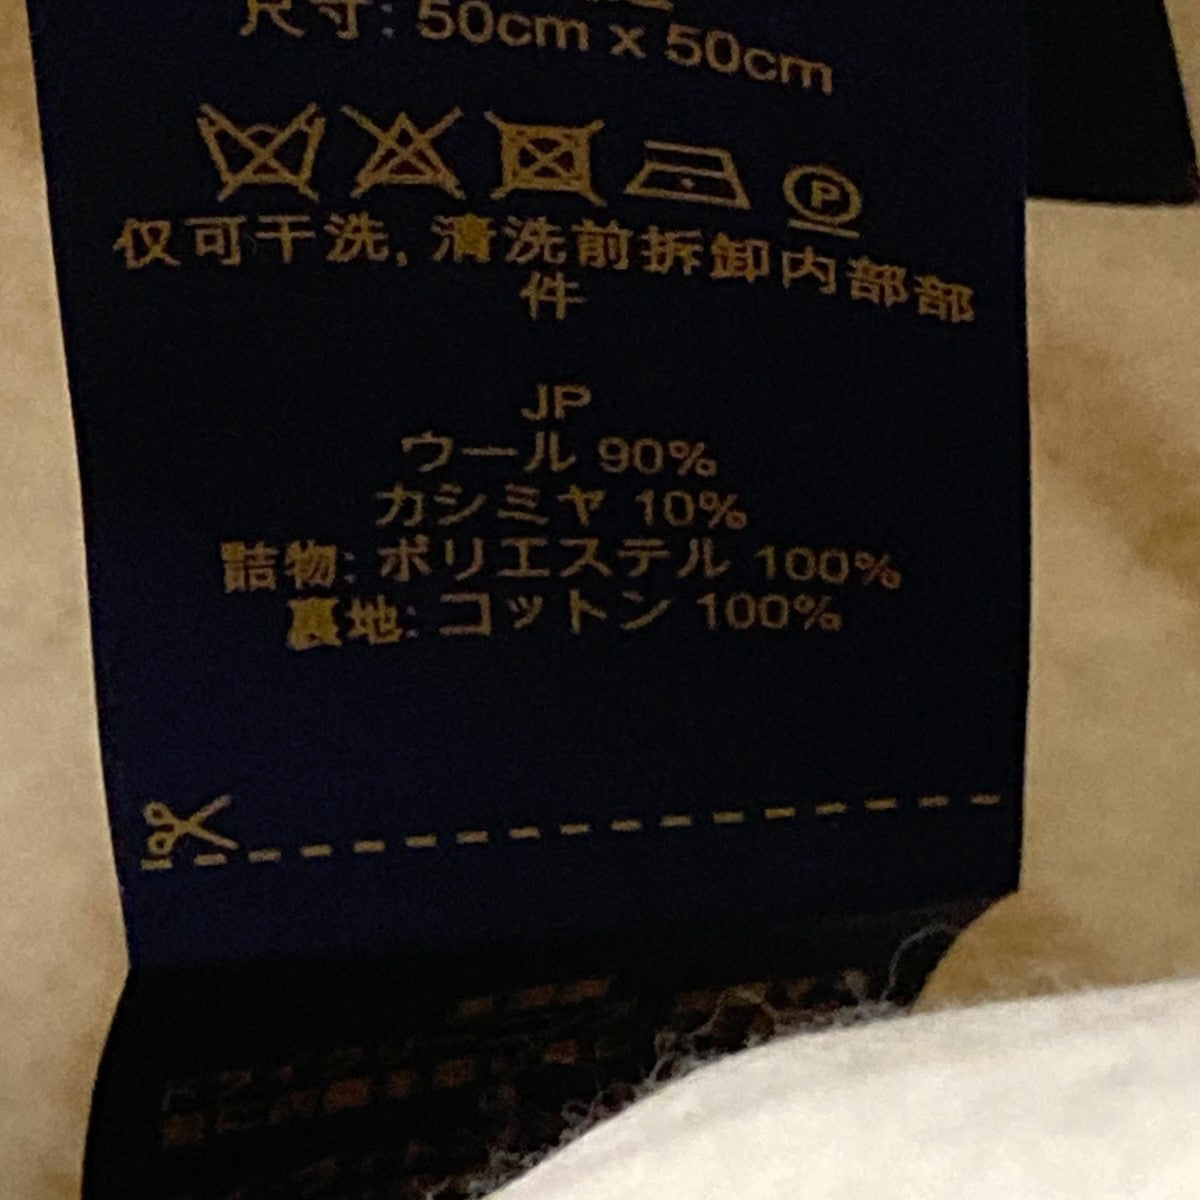 尺寸: 50cm x 50cm
P
仅可干洗, 清洗前拆卸内部部
件
JP
ウール 90%
カシミヤ 10%
詰物: ポリエステル 100%
裏地: コットン 100%